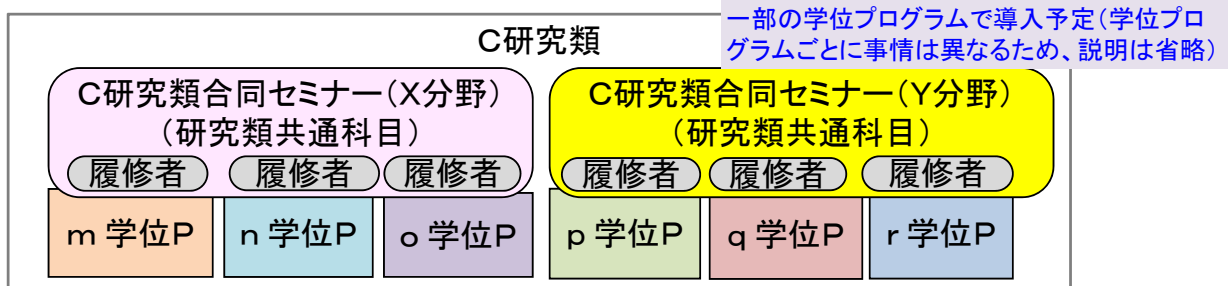 一部の学位プログラムで導入予定(学位プロ
グラムごとに事情は異なるため、説明は省略)
C研究類
C研究類合同セミナー(X分野)
(研究類共通科目)
履修者 履修者 履修者
m 学位P n 学位P o 学位P
C研究類合同セミナー(Y分野)
(研究類共通科目)
履修者 履修者 履修者
p 学位P q 学位P r 学位P